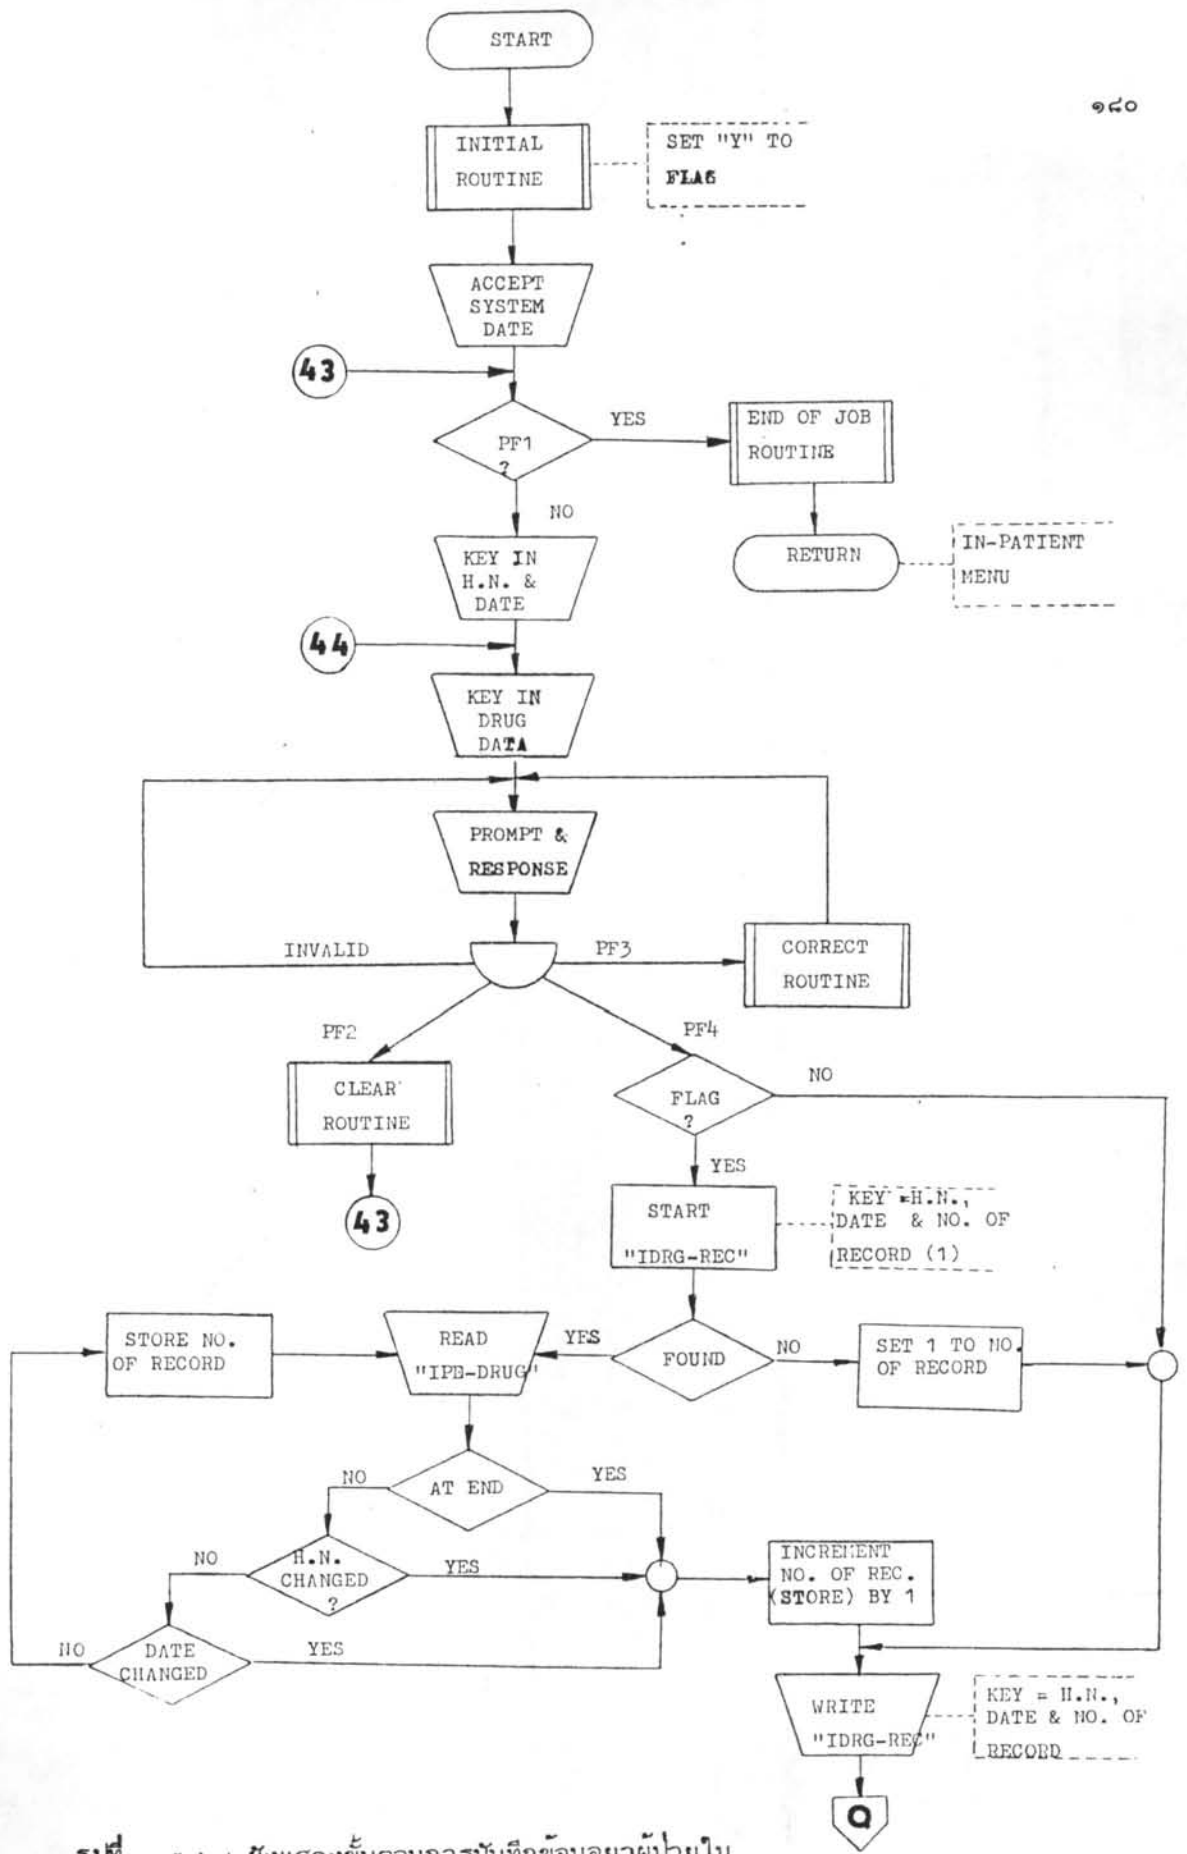 START
๑๘๐
INITIAL
ROUTINE
SET "Y" TO
FLAG
ACCEPT
SYSTEM
DATE
43
PF1
?
YES
END OF JOB
ROUTINE
NO
RETURN
IN-PATIENT
MENU
KEY IN
H.N. &
DATE
44
KEY IN
DRUG
DATA
PROMPT &
RESPONSE
INVALID
PF3
CORRECT
ROUTINE
PF2
PF4
CLEAR
ROUTINE
FLAG
?
NO
YES
43
START
"IDRG-REC"
KEY =H.N.,
DATE & NO. OF
RECORD (1)
STORE NO.
OF RECORD
READ
"IPE-DRUG"
YES
FOUND
NO
SET 1 TO NO.
OF RECORD
NO
AT END
YES
NO
H.N.
CHANGED
?
YES
INCREMENT
NO. OF REC.
(STORE) BY 1
NO
DATE
CHANGED
YES
WRITE
"IDRG-REC"
KEY = H.N.,
DATE & NO. OF
RECORD
Q
รูปที่